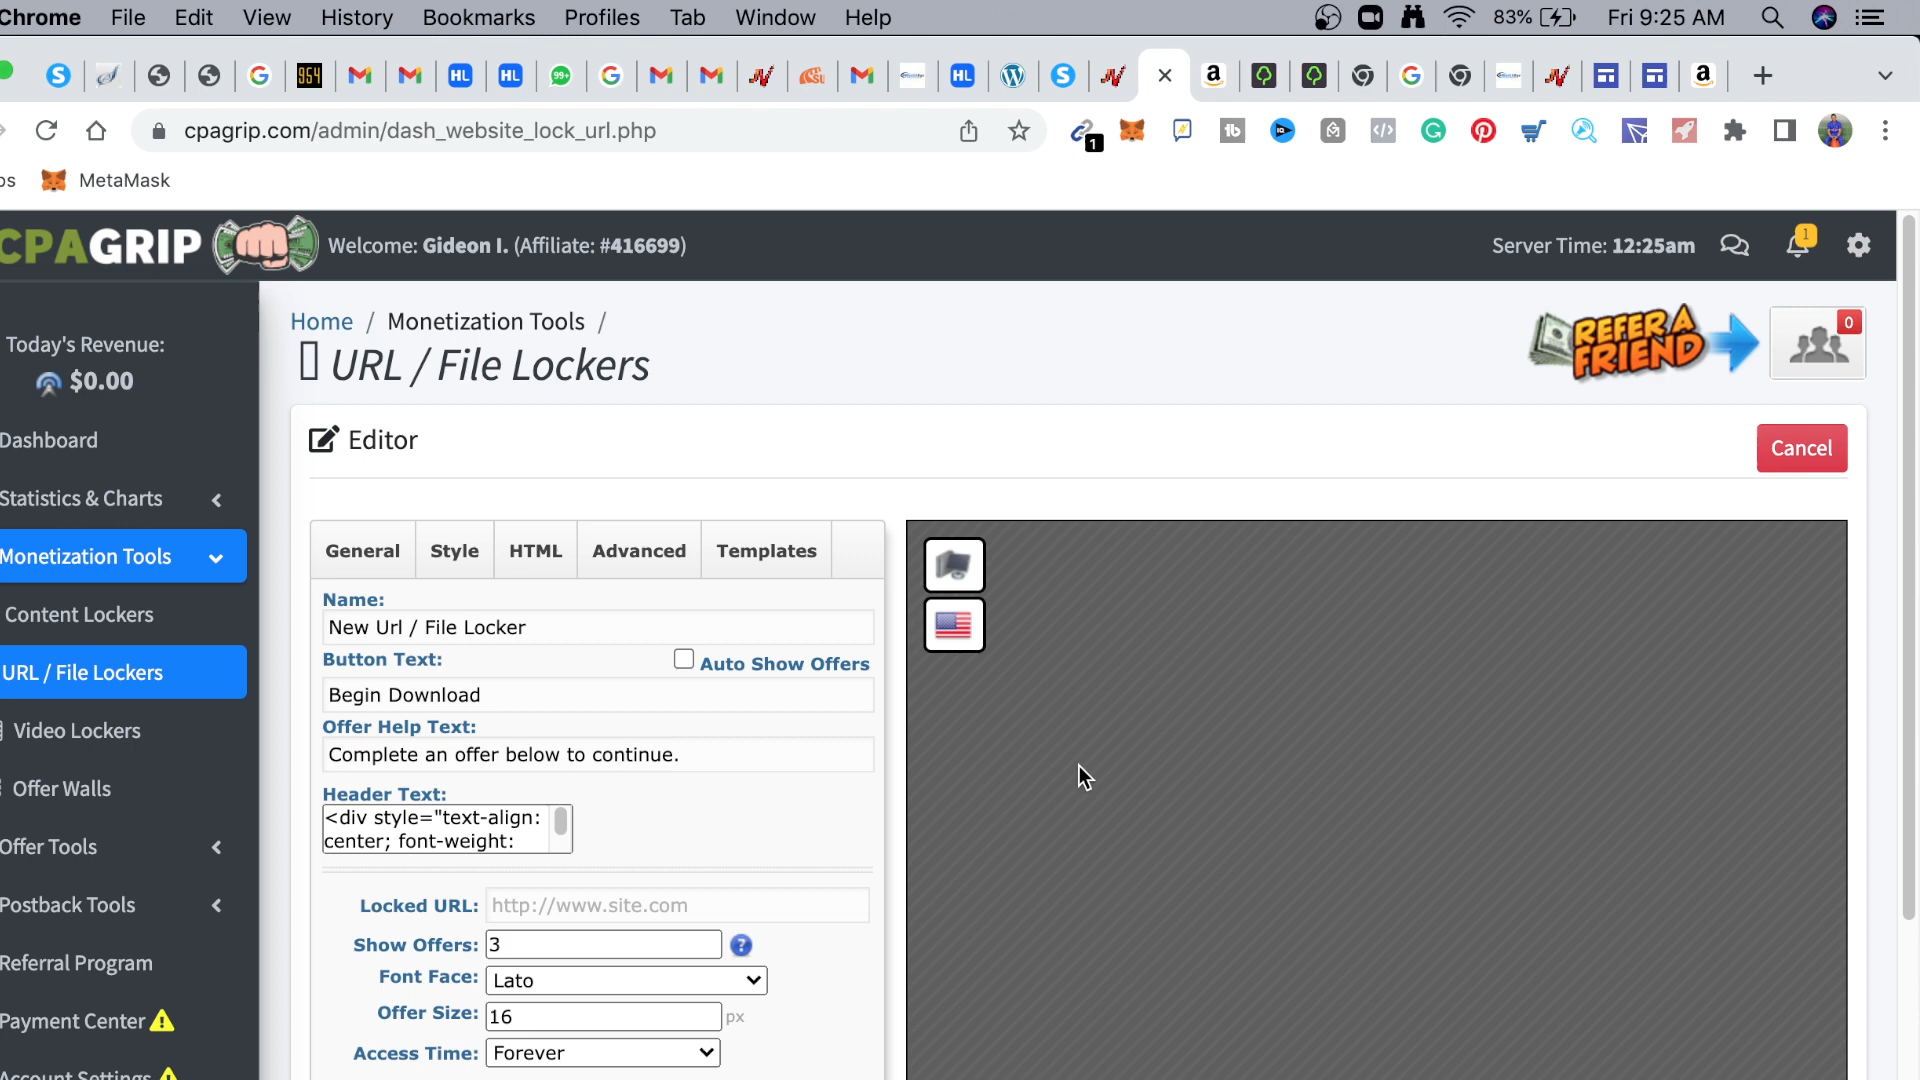 Chrome File Edit View History Bookmarks Profiles Tab Window Help 83% Fri 9:25 AM
cpagrip.com/admin/dash_website_lock_url.php
ps MetaMask
CPAGRIP Welcome: Gideon I. (Affiliate: #416699) Server Time: 12:25am 1
Today's Revenue:
$0.00
Dashboard
Statistics & Charts
Monetization Tools
Content Lockers
URL / File Lockers
Video Lockers
Offer Walls
Offer Tools
Postback Tools
Referral Program
Payment Center
Account Settings
Home / Monetization Tools /
URL / File Lockers
REFER A FRIEND 0
Editor
Cancel
General Style HTML Advanced Templates
Name:
New Url / File Locker
Button Text: Auto Show Offers
Begin Download
Offer Help Text:
Complete an offer below to continue.
Header Text:
<div style="text-align:
center; font-weight:
Locked URL: http://www.site.com
Show Offers: 3
Font Face: Lato
Offer Size: 16 px
Access Time: Forever